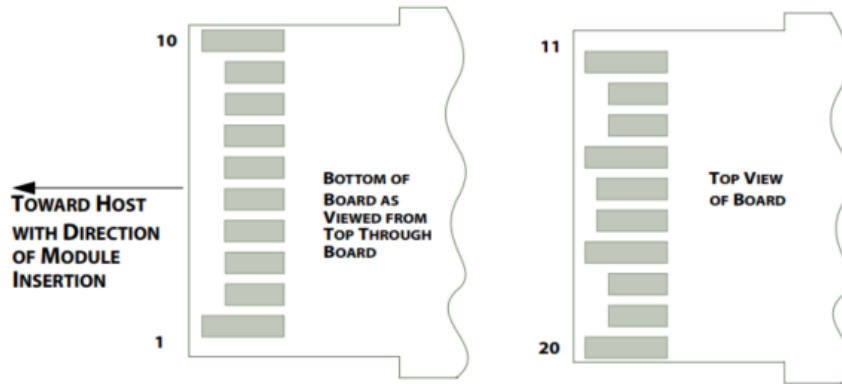 10
TOWARD HOST
WITH DIRECTION
OF MODULE
INSERTION
1
BOTTOM OF
BOARD AS
VIEWED FROM
TOP THROUGH
BOARD
11
TOP VIEW
OF BOARD
20